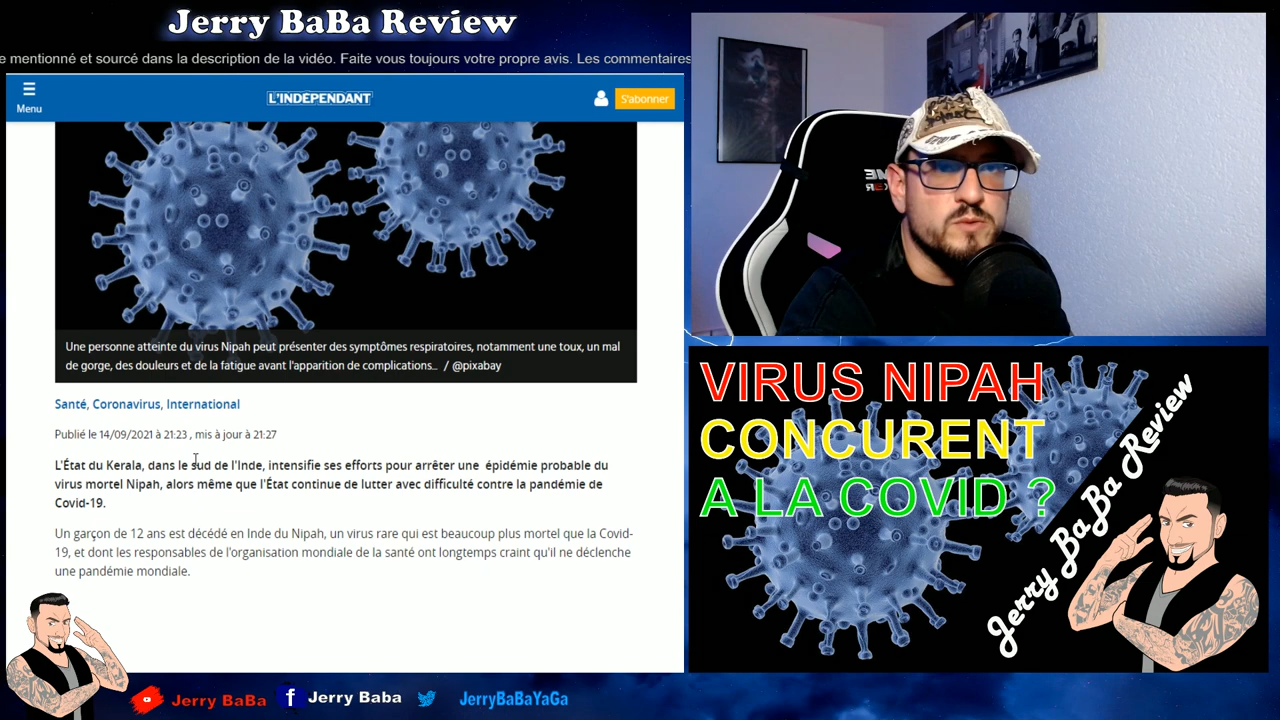 Jerry BaBa Review
e mentionné et sourcé dans la description de la vidéo. Faite vous toujours votre propre avis. Les commentaires
Menu
L'INDÉPENDANT
S'abonner
Une personne atteinte du virus Nipah peut présenter des symptômes respiratoires, notamment une toux, un mal
de gorge, des douleurs et de la fatigue avant l'apparition de complications... / @pixabay
Santé, Coronavirus, International
Publié le 14/09/2021 à 21:23 , mis à jour à 21:27
L'État du Kerala, dans le sud de l'Inde, intensifie ses efforts pour arrêter une épidémie probable du
virus mortel Nipah, alors même que l'État continue de lutter avec difficulté contre la pandémie de
Covid-19.
Un garçon de 12 ans est décédé en Inde du Nipah, un virus rare qui est beaucoup plus mortel que la Covid-
19, et dont les responsables de l'organisation mondiale de la santé ont longtemps craint qu'il ne déclenche
une pandémie mondiale.
VIRUS NIPAH
CONCURENT
A LA COVID ?
Jerry BaBa Review
Jerry BaBa
f
Jerry Baba
JerryBaBaYaGa